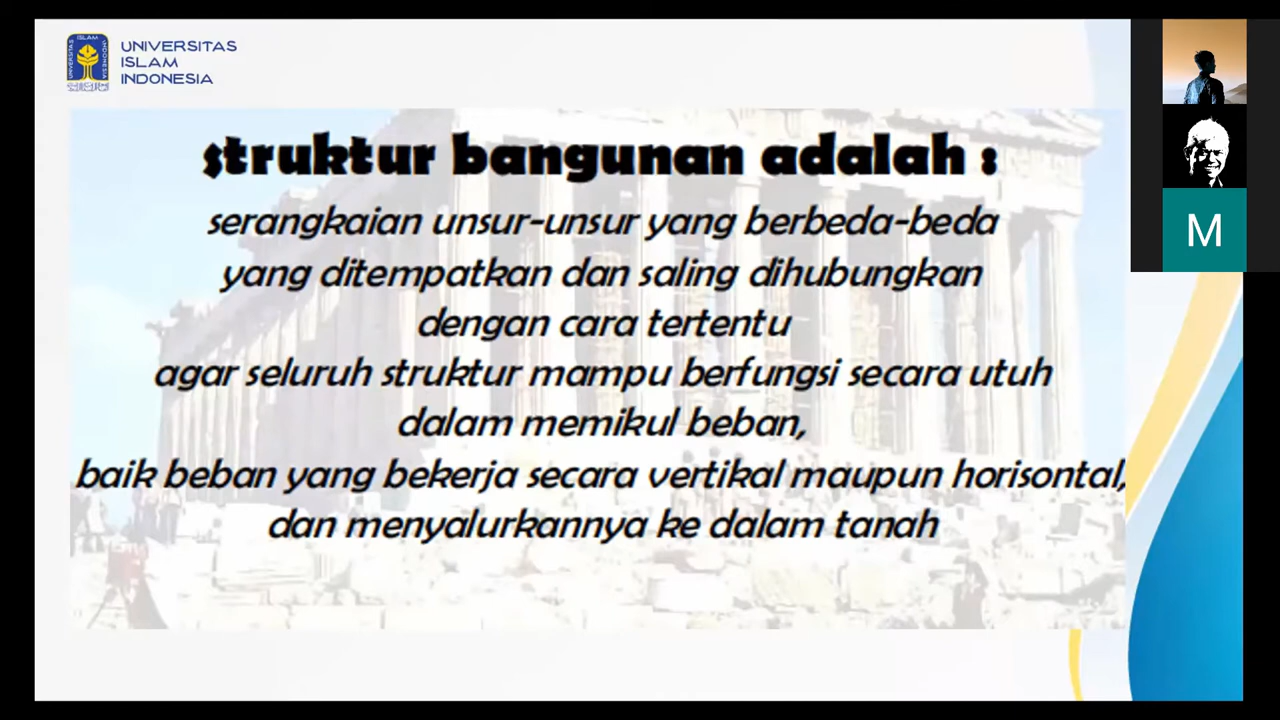 UNIVERSITAS
ISLAM
INDONESIA
struktur bangunan adalah :
serangkaian unsur-unsur yang berbeda-beda
yang ditempatkan dan saling dihubungkan
dengan cara tertentu
agar seluruh struktur mampu berfungsi secara utuh
dalam memikul beban,
baik beban yang bekerja secara vertikal maupun horisontal,
dan menyalurkannya ke dalam tanah
M